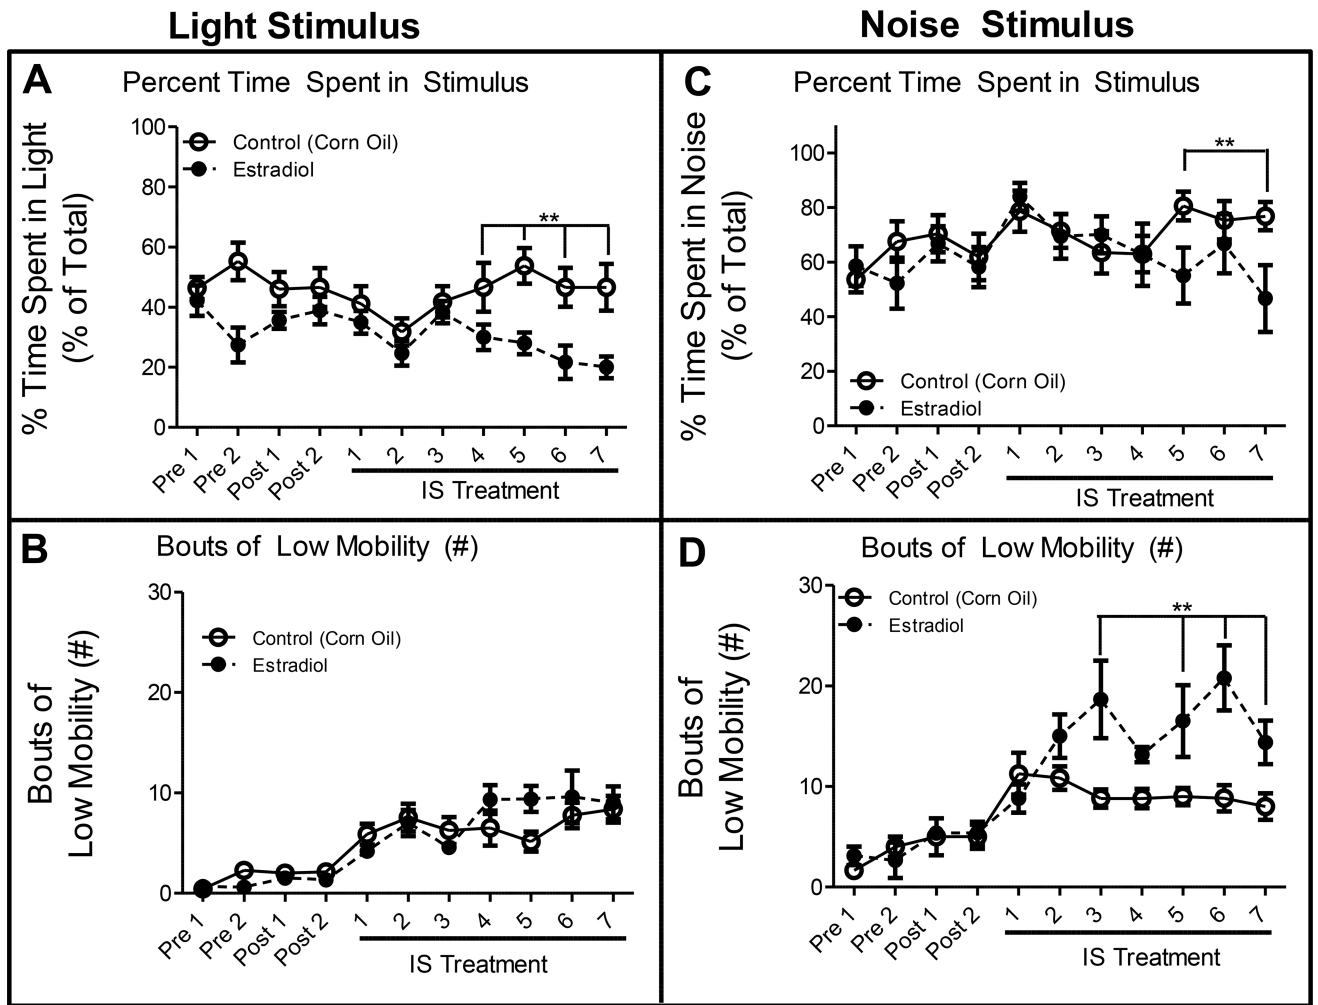 Light Stimulus
Noise Stimulus
A
Percent Time Spent in Stimulus
% Time Spent in Light
(% of Total)
100
80
60
40
20
0
Control (Corn Oil)
Estradiol
**
Pre 1
Pre 2
Post 1
Post 2
1
2
3
4
5
6
7
IS Treatment
C
Percent Time Spent in Stimulus
% Time Spent in Noise
(% of Total)
100
80
60
40
20
0
**
Control (Corn Oil)
Estradiol
Pre 1
Pre 2
Post 1
Post 2
1
2
3
4
5
6
7
IS Treatment
B
Bouts of Low Mobility (#)
Bouts of
Low Mobility (#)
30
20
10
0
Control (Corn Oil)
Estradiol
Pre 1
Pre 2
Post 1
Post 2
1
2
3
4
5
6
7
IS Treatment
D
Bouts of Low Mobility (#)
Bouts of
Low Mobility (#)
30
20
10
0
Control (Corn Oil)
Estradiol
**
Pre 1
Pre 2
Post 1
Post 2
1
2
3
4
5
6
7
IS Treatment